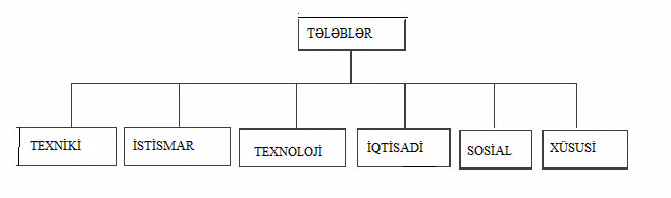 TƏLƏBLƏR
TEXNİKİ
İSTİSMAR
TEXNOLOJİ
İQTİSADİ
SOSİAL
XÜSUSİ